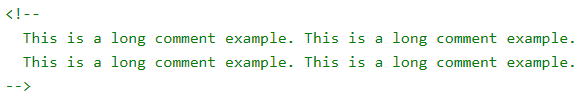 <!--
  This is a long comment example. This is a long comment example.
  This is a long comment example. This is a long comment example.
-->